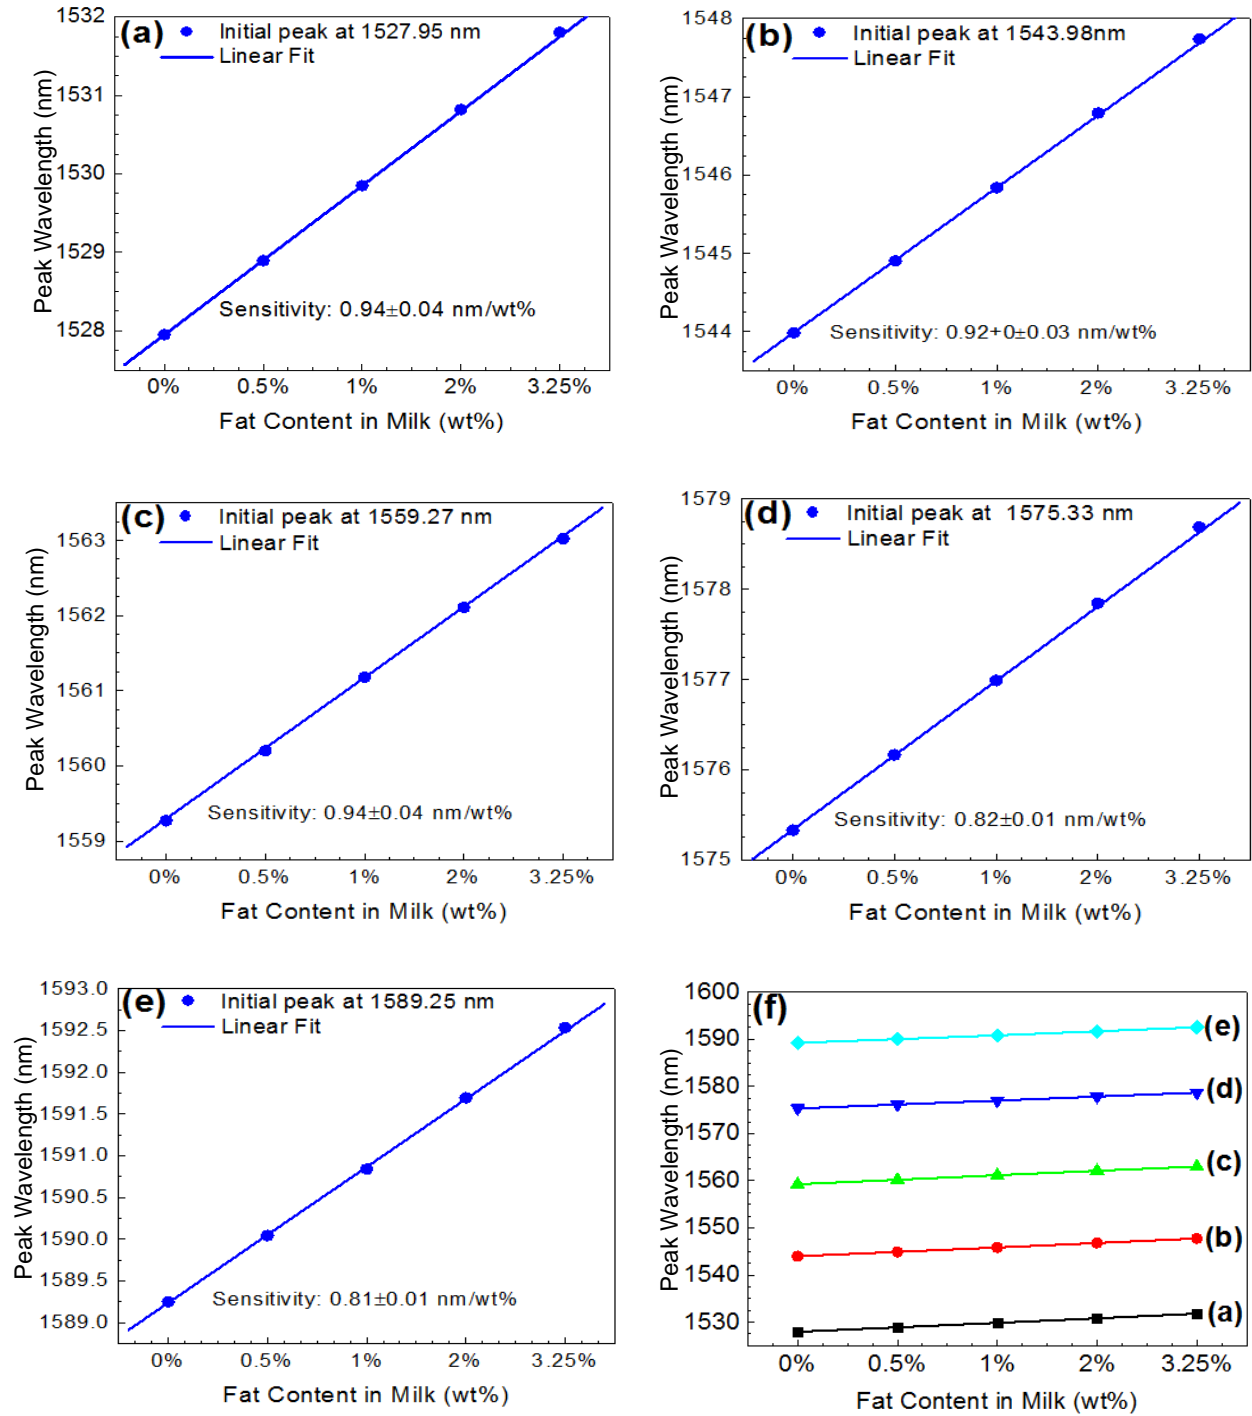 (a)
Initial peak at 1527.95 nm
Linear Fit
1532
1531
1530
1529
1528
Peak Wavelength (nm)
Sensitivity: 0.94±0.04 nm/wt%
0% 0.5% 1% 2% 3.25%
Fat Content in Milk (wt%)
(b)
Initial peak at 1543.98nm
Linear Fit
1548
1547
1546
1545
1544
Peak Wavelength (nm)
Sensitivity: 0.92+0±0.03 nm/wt%
0% 0.5% 1% 2% 3.25%
Fat Content in Milk (wt%)
(c)
Initial peak at 1559.27 nm
Linear Fit
1563
1562
1561
1560
1559
Peak Wavelength (nm)
Sensitivity: 0.94±0.04 nm/wt%
0% 0.5% 1% 2% 3.25%
Fat Content in Milk (wt%)
(d)
Initial peak at 1575.33 nm
Linear Fit
1579
1578
1577
1576
1575
Peak Wavelength (nm)
Sensitivity: 0.82±0.01 nm/wt%
0% 0.5% 1% 2% 3.25%
Fat Content in Milk (wt%)
(e)
Initial peak at 1589.25 nm
Linear Fit
1593.0
1592.5
1592.0
1591.5
1591.0
1590.5
1590.0
1589.5
1589.0
Peak Wavelength (nm)
Sensitivity: 0.81±0.01 nm/wt%
0% 0.5% 1% 2% 3.25%
Fat Content in Milk (wt%)
(f)
1600
1590
1580
1570
1560
1550
1540
1530
Peak Wavelength (nm)
(e)
(d)
(c)
(b)
(a)
0% 0.5% 1% 2% 3.25%
Fat Content in Milk (wt%)